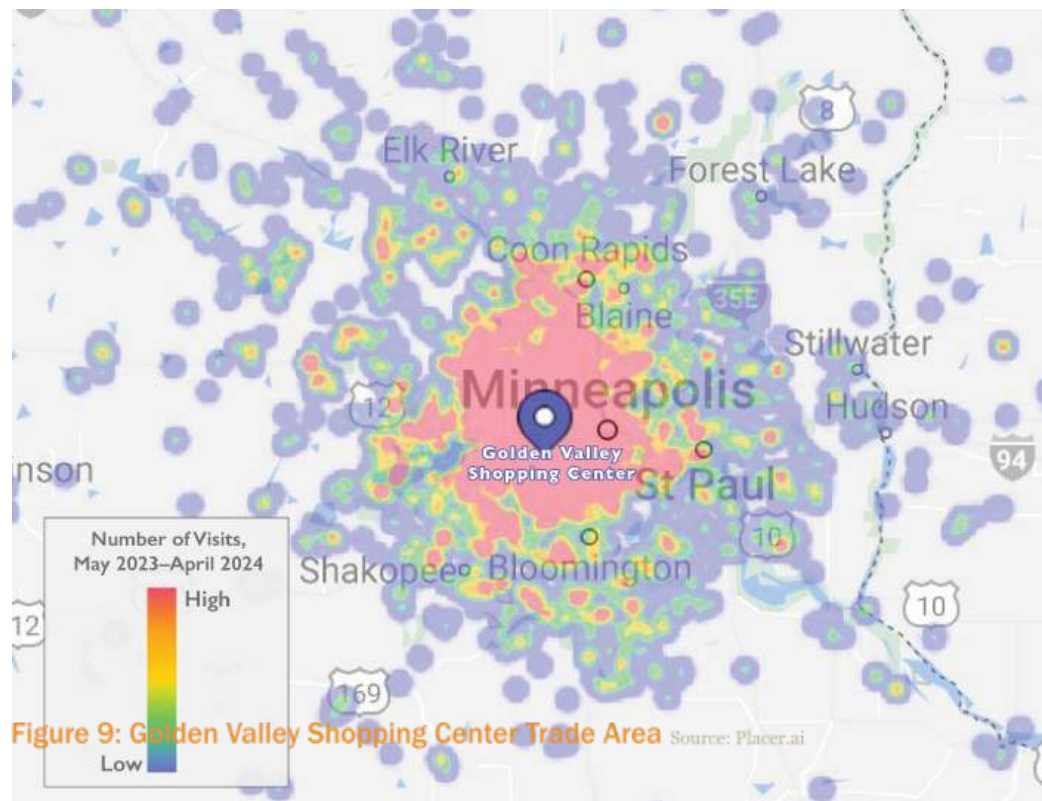 8
Elk River
Forest Lake
Coon Rapids
35E
Blaine
Stillwater
12
Minneapolis
Hudson
Golden Valley
Shopping Center
94
nson
St Paul
Number of Visits,
May 2023–April 2024
10
Shakopee
Bloomington
High
12
10
169
Figure 9: Golden Valley Shopping Center Trade Area Source: Placer.ai
Low